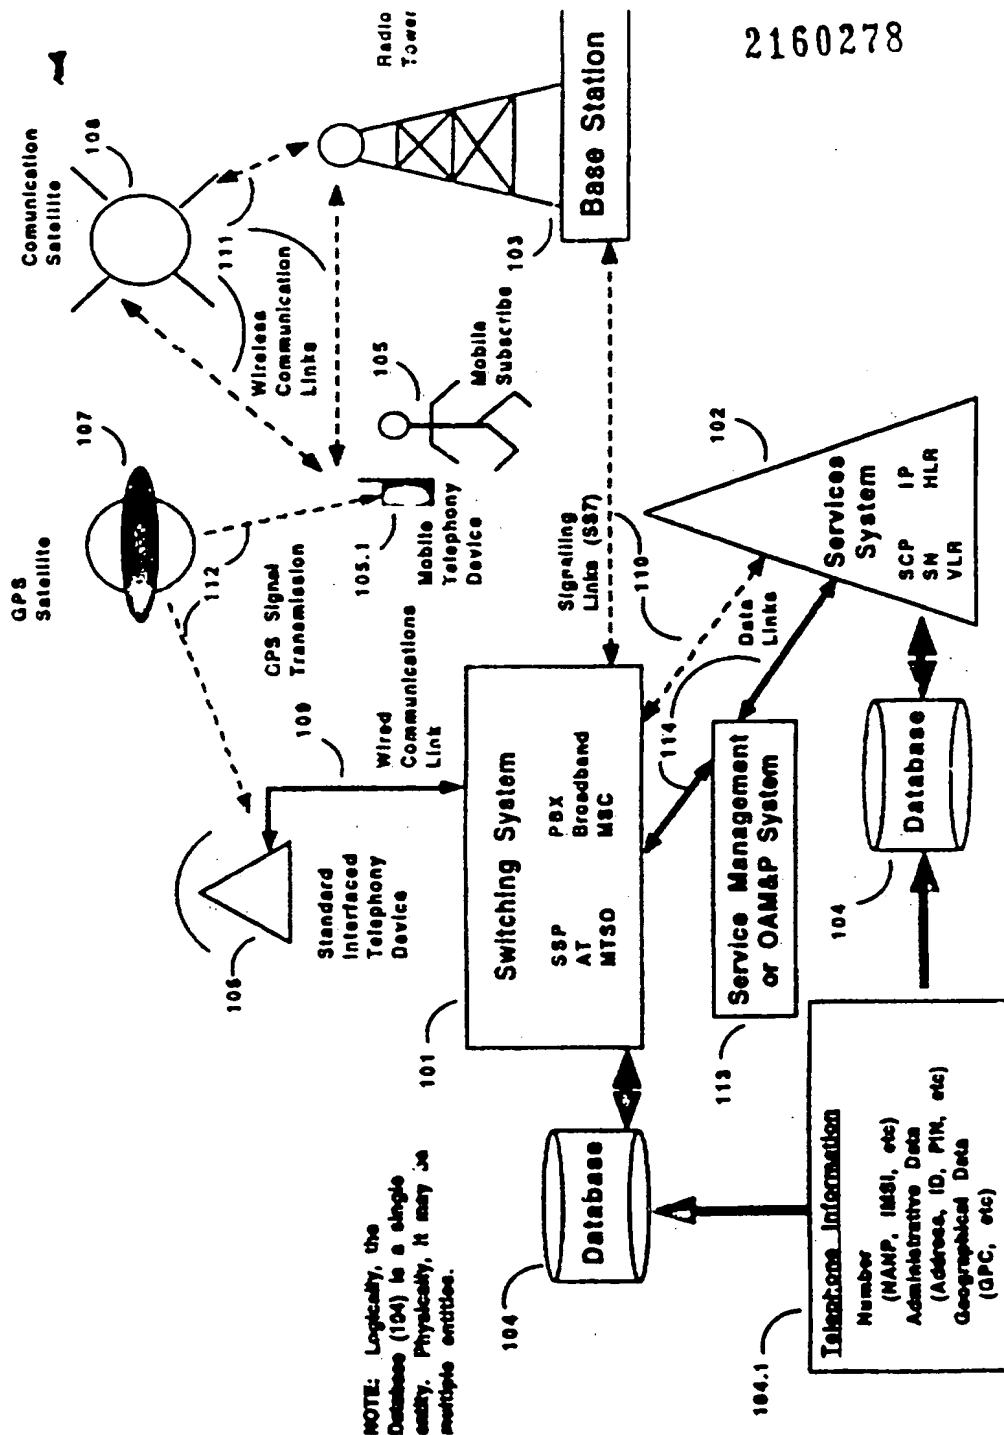 2160278
GPS
Satellite
107
Comunication
Satellite
108
112
GPS Signal
Transmission
111
Wireless
Communication
Links
Radio
Tower
106
Standard
Interfaced
Telephony
Device
109
Wired
Communications
Link
105.1
Mobile
Telephony
Device
105
Mobile
Subscribe
103
Base Station
NOTE: Logically, the
Database (104) is a single
entity. Physically, it may be
multiple entities.
101
Switching System
SSP
AT
MTSO
PBX
Broadband
MSC
Signalling
Links (SS7)
110
104
Database
113
Service Management
or OAM&P System
114
Data
Links
102
Services
System
SCP
SN
VLR
IP
HLR
104.1
Telephone Information
Number
(NANP, IMSI, etc)
Administrative Data
(Address, ID, PIN, etc)
Geographical Data
(GPC, etc)
104
Database